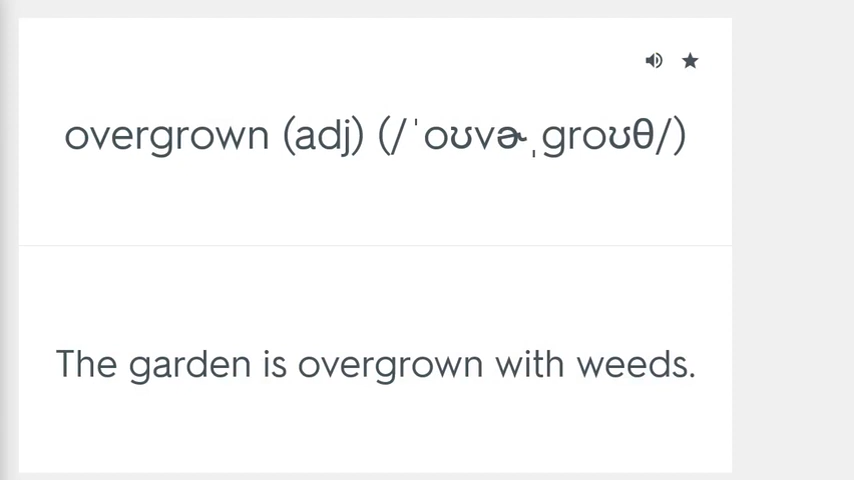 overgrown (adj) (/ˈoʊvɚˌgroʊθ/)
The garden is overgrown with weeds.